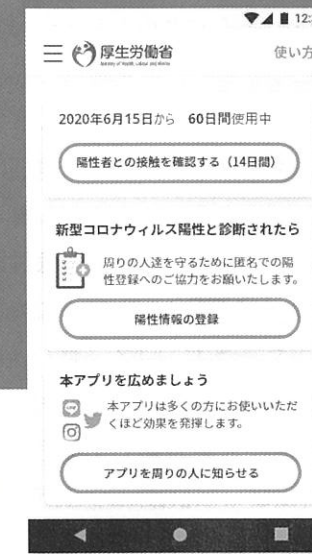 12:
厚生労働省
Ministry of Health, Labour and Welfare
使い方
2020年6月15日から 60日間使用中
陽性者との接触を確認する（14日間）
新型コロナウィルス陽性と診断されたら
周りの人達を守るために匿名での陽
性登録へのご協力をお願いたします。
陽性情報の登録
本アプリを広めましょう
本アプリは多くの方にお使いいただ
くほど効果を発揮します。
アプリを周りの人に知らせる